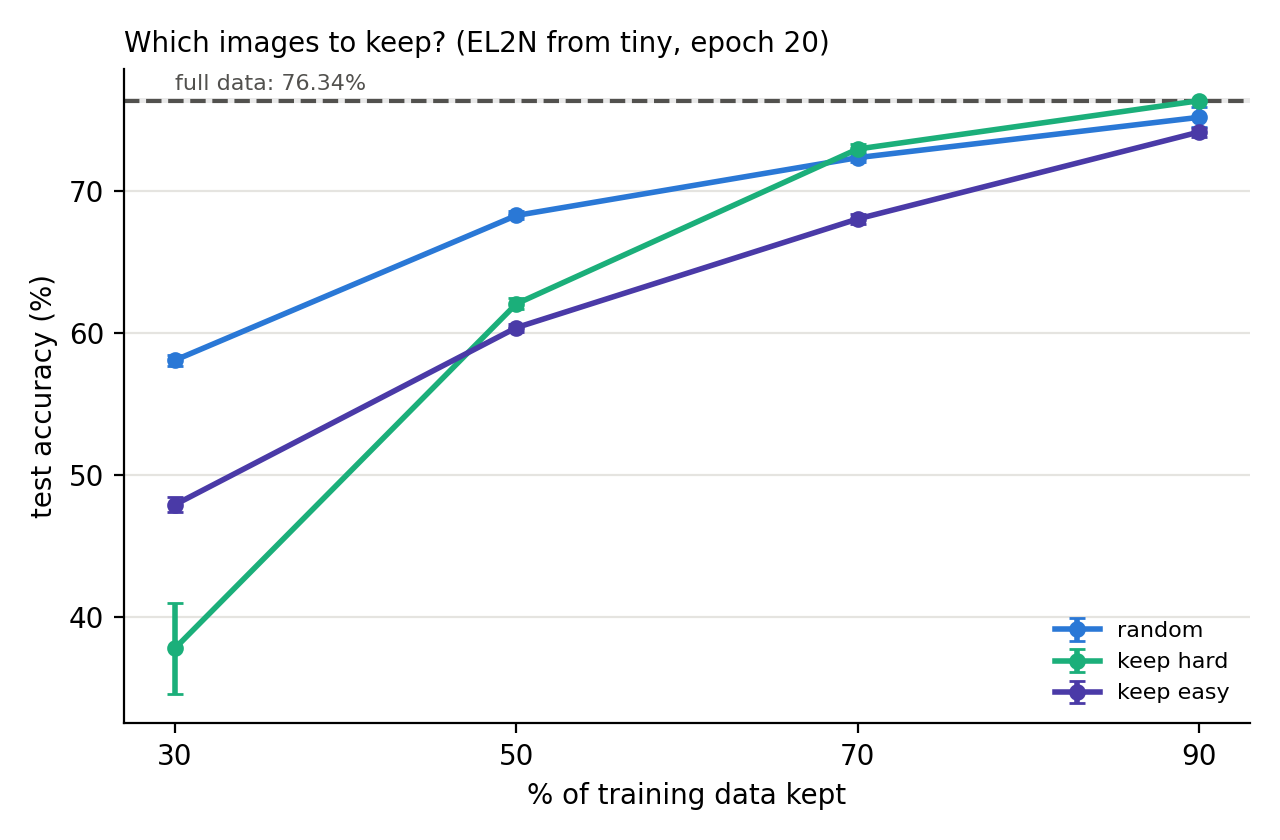 Which images to keep? (EL2N from tiny, epoch 20)
full data: 76.34%
70
60
50
40
test accuracy (%)
random
keep hard
keep easy
30
50
70
90
% of training data kept